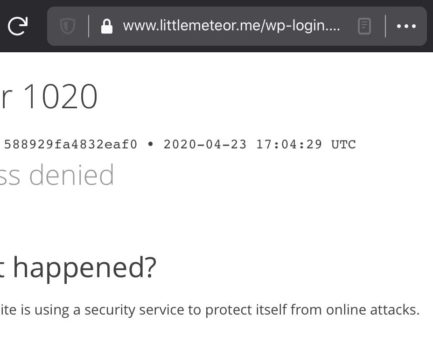 www.littlemeteor.me/wp-login....
r 1020
588929fa4832eaf0 • 2020-04-23 17:04:29 UTC
ss denied
t happened?
ite is using a security service to protect itself from online attacks.